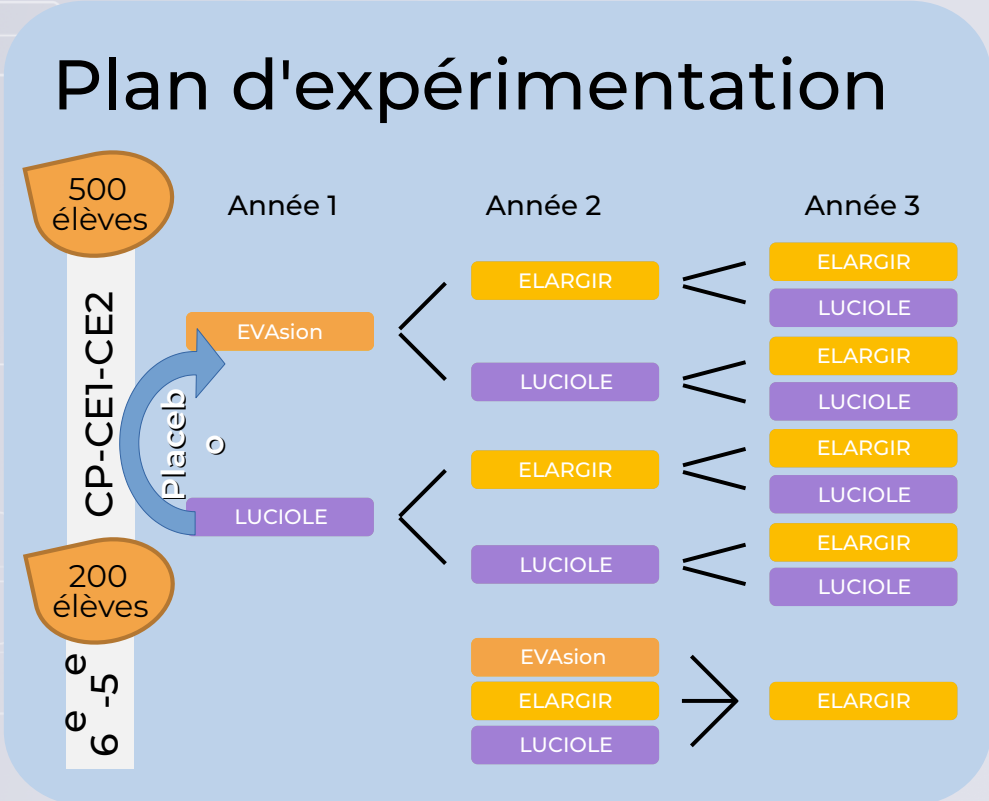 Plan d'expérimentation
500
élèves
Année 1
Année 2
Année 3
CP-CE1-CE2
EVAsion
Placeb
o
LUCIOLE
ELARGIR
LUCIOLE
ELARGIR
LUCIOLE
ELARGIR
LUCIOLE
ELARGIR
LUCIOLE
ELARGIR
LUCIOLE
ELARGIR
LUCIOLE
200
élèves
6e-5e
EVAsion
ELARGIR
LUCIOLE
ELARGIR